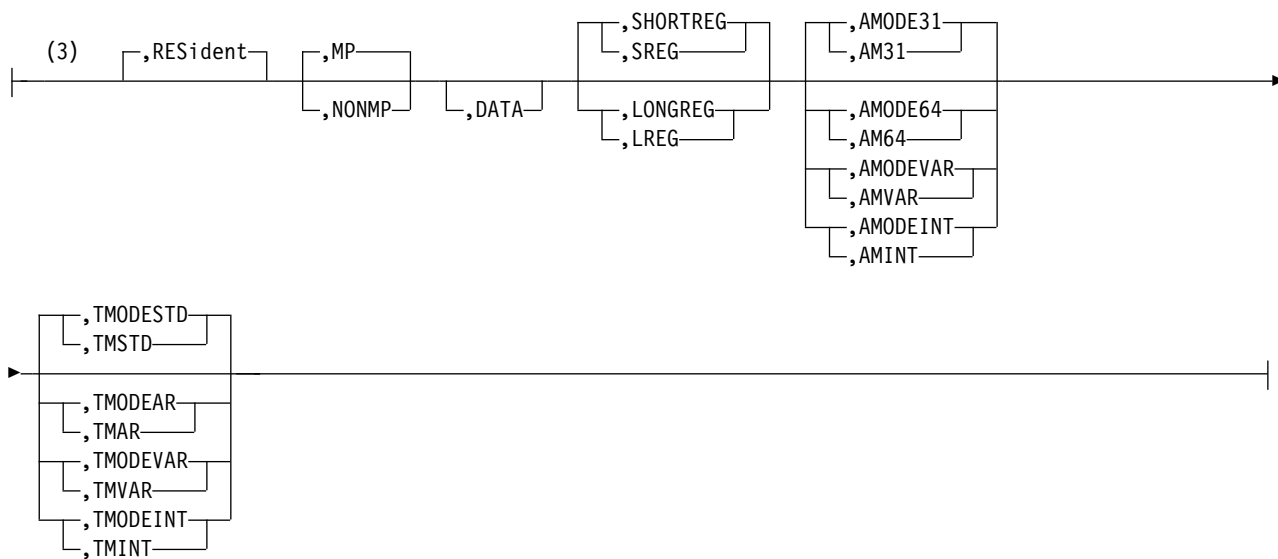 (3)
,RESident
,MP
,NONMP
,DATA
,SHORTREG
,SREG
,LONGREG
,LREG
,AMODE31
,AM31
,AMODE64
,AM64
,AMODEVAR
,AMVAR
,AMODEINT
,AMINT
,TMODESTD
,TMSTD
,TMODEAR
,TMAR
,TMODEVAR
,TMVAR
,TMODEINT
,TMINT